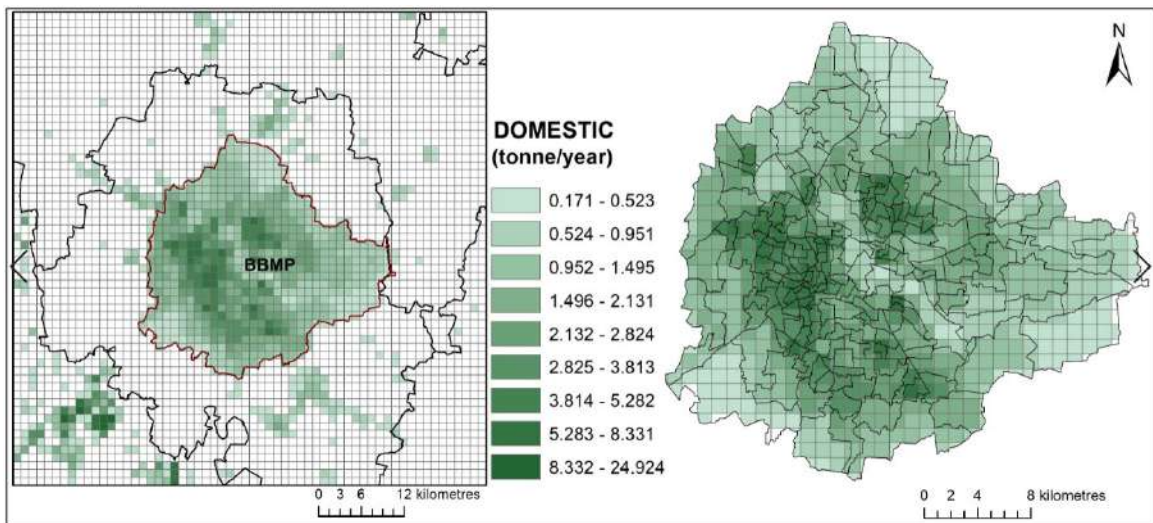 BBMP
0 3 6 12 kilometres
DOMESTIC
(tonne/year)
0.171 - 0.523
0.524 - 0.951
0.952 - 1.495
1.496 - 2.131
2.132 - 2.824
2.825 - 3.813
3.814 - 5.282
5.283 - 8.331
8.332 - 24.924
N
0 2 4 8 kilometres